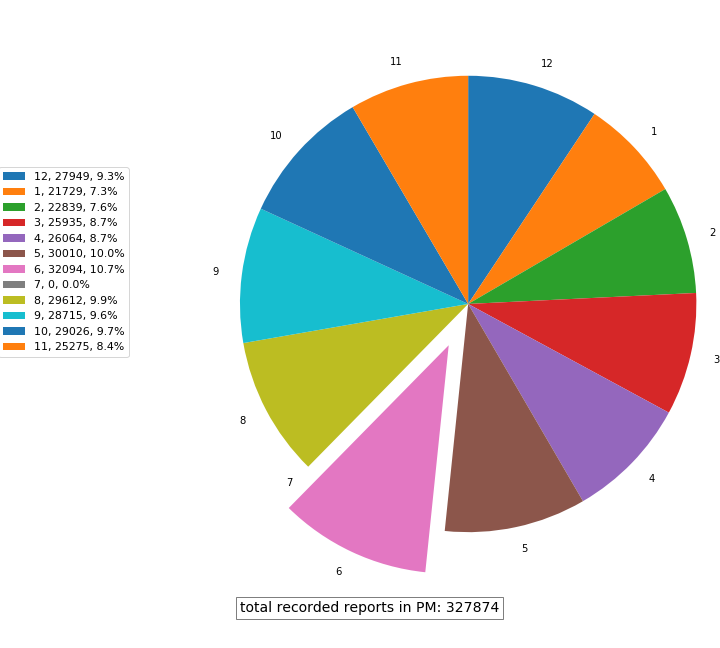 11
12
10
1
12, 27949, 9.3%
1, 21729, 7.3%
2, 22839, 7.6%
3, 25935, 8.7%
4, 26064, 8.7%
5, 30010, 10.0%
6, 32094, 10.7%
7, 0, 0.0%
8, 29612, 9.9%
9, 28715, 9.6%
10, 29026, 9.7%
11, 25275, 8.4%
2
9
3
8
4
7
5
6
total recorded reports in PM: 327874